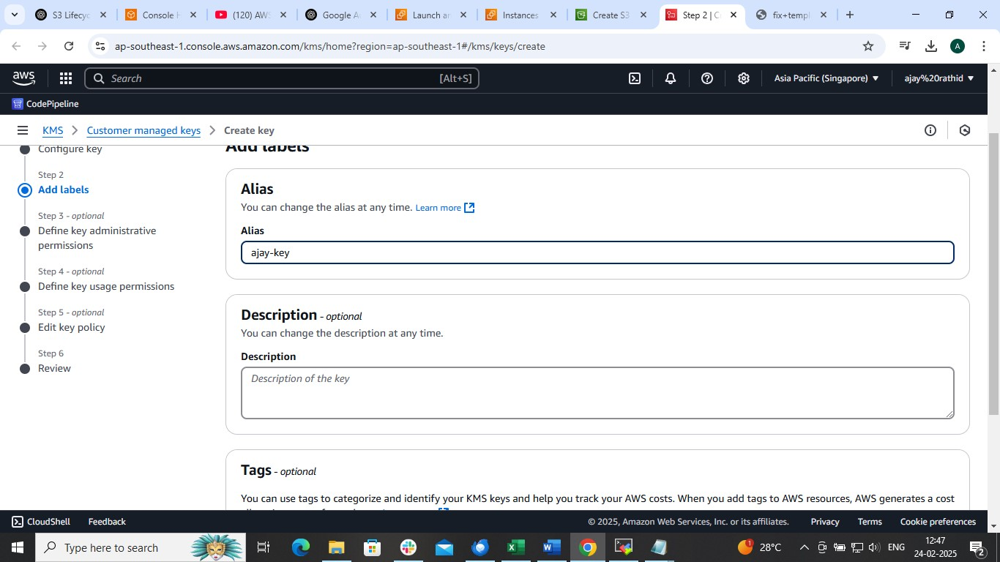 S3 Lifecyc
Console H
(120) AWS
Google A
Launch an
Instances
Create S3
Step 2 | C
fix+templ
ap-southeast-1.console.aws.amazon.com/kms/home?region=ap-southeast-1#/kms/keys/create
A
aws
Search
[Alt+S]
Asia Pacific (Singapore)
ajay%20rathid
CodePipeline
KMS
Customer managed keys
Create key
Configure key
Step 2
Add labels
Step 3 - optional
Define key administrative
permissions
Step 4 - optional
Define key usage permissions
Step 5 - optional
Edit key policy
Step 6
Review
Add labels
Alias
You can change the alias at any time. Learn more
Alias
ajay-key
Description - optional
You can change the description at any time.
Description
Description of the key
Tags - optional
You can use tags to categorize and identify your KMS keys and help you track your AWS costs. When you add tags to AWS resources, AWS generates a cost
CloudShell
Feedback
© 2025, Amazon Web Services, Inc. or its affiliates.
Privacy
Terms
Cookie preferences
Type here to search
1
28°C
ENG
12:47
24-02-2025
2